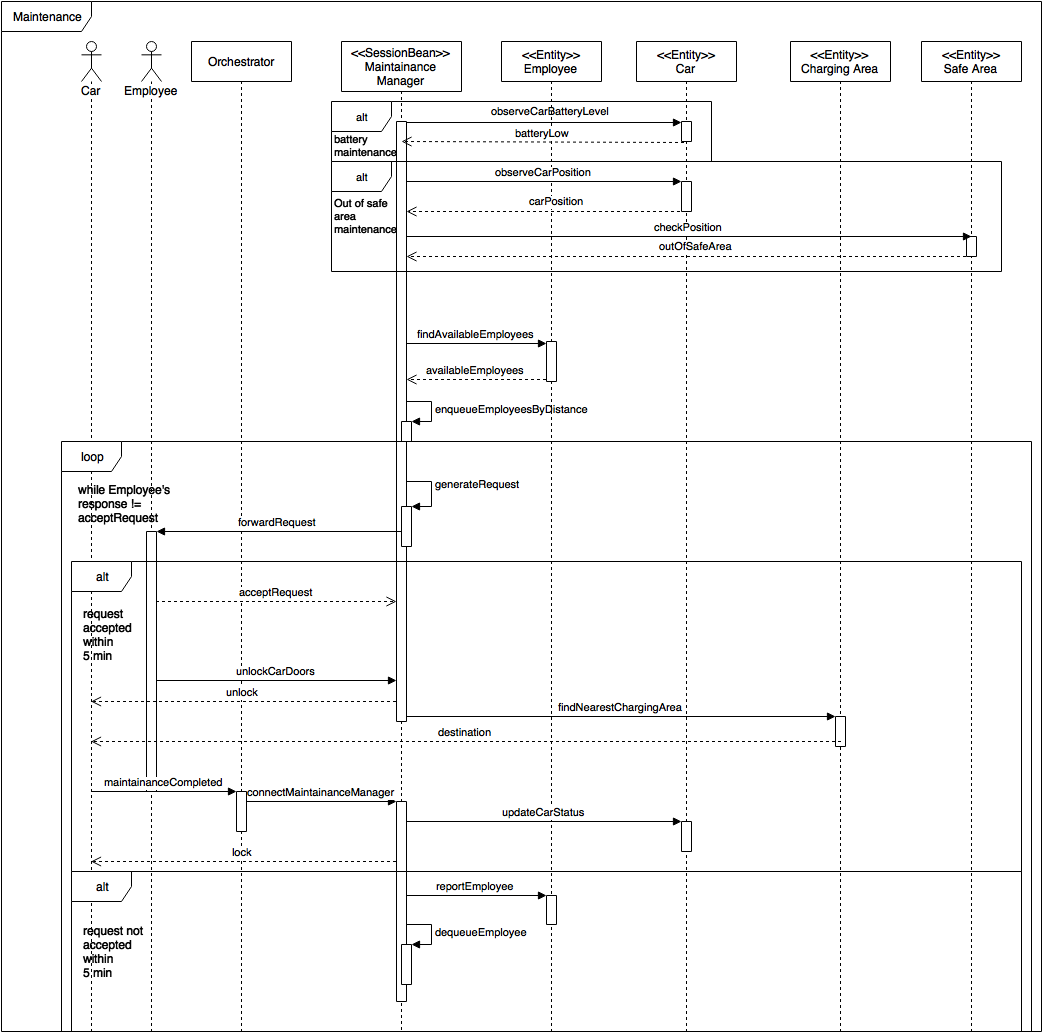 Maintenance
Car
Employee
Orchestrator
<<SessionBean>>
Maintainance
Manager
<<Entity>>
Employee
<<Entity>>
Car
<<Entity>>
Charging Area
<<Entity>>
Safe Area
alt
battery
maintenance
observeCarBatteryLevel
batteryLow
alt
Out of safe
area
maintenance
observeCarPosition
carPosition
checkPosition
outOfSafeArea
findAvailableEmployees
availableEmployees
enqueueEmployeesByDistance
loop
while Employee's
response !=
acceptRequest
generateRequest
forwardRequest
alt
request
accepted
within
5 min
acceptRequest
unlockCarDoors
unlock
findNearestChargingArea
destination
maintainanceCompleted
connectMaintainanceManager
updateCarStatus
lock
alt
request not
accepted
within
5 min
reportEmployee
dequeueEmployee